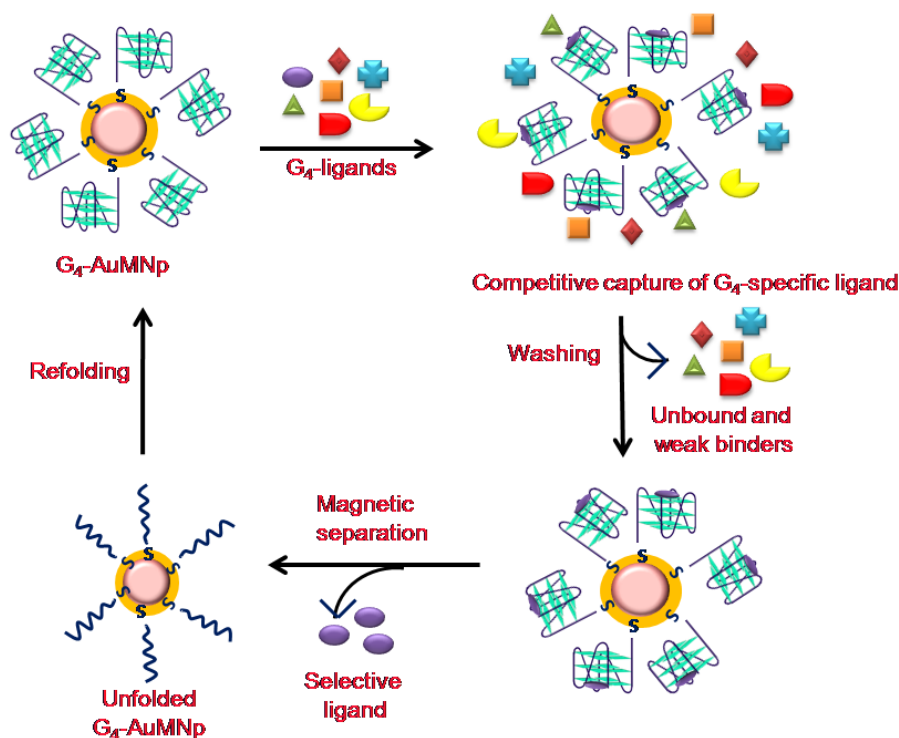 S
S
S
S
S
S
G₄-AuMNp
G₄-ligands
S
S
S
S
S
S
Competitive capture of G₄-specific ligand
Washing
Unbound and
weak binders
Refolding
Magnetic
separation
Selective
ligand
S
S
S
S
S
S
Unfolded
G₄-AuMNp
S
S
S
S
S
S